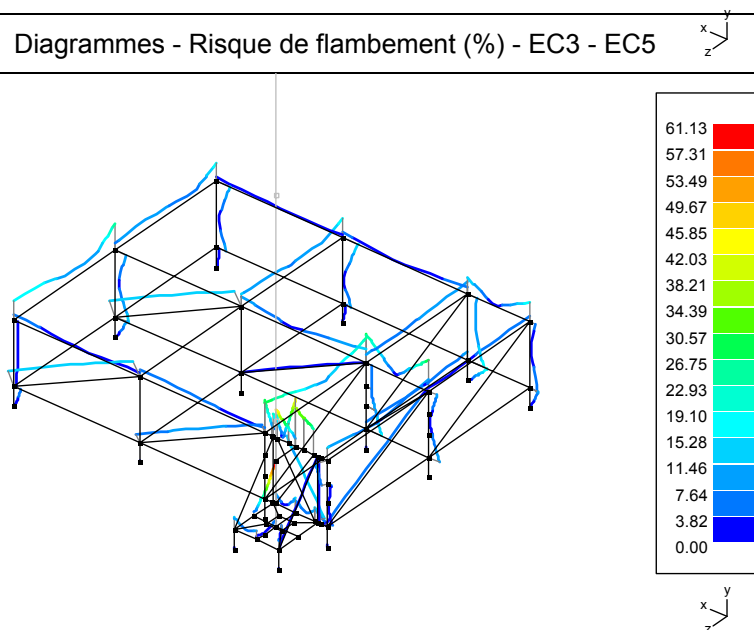 y
x
z
Diagrammes - Risque de flambement (%) - EC3 - EC5
61.13
57.31
53.49
49.67
45.85
42.03
38.21
34.39
30.57
26.75
22.93
19.10
15.28
11.46
7.64
3.82
0.00
y
x
z